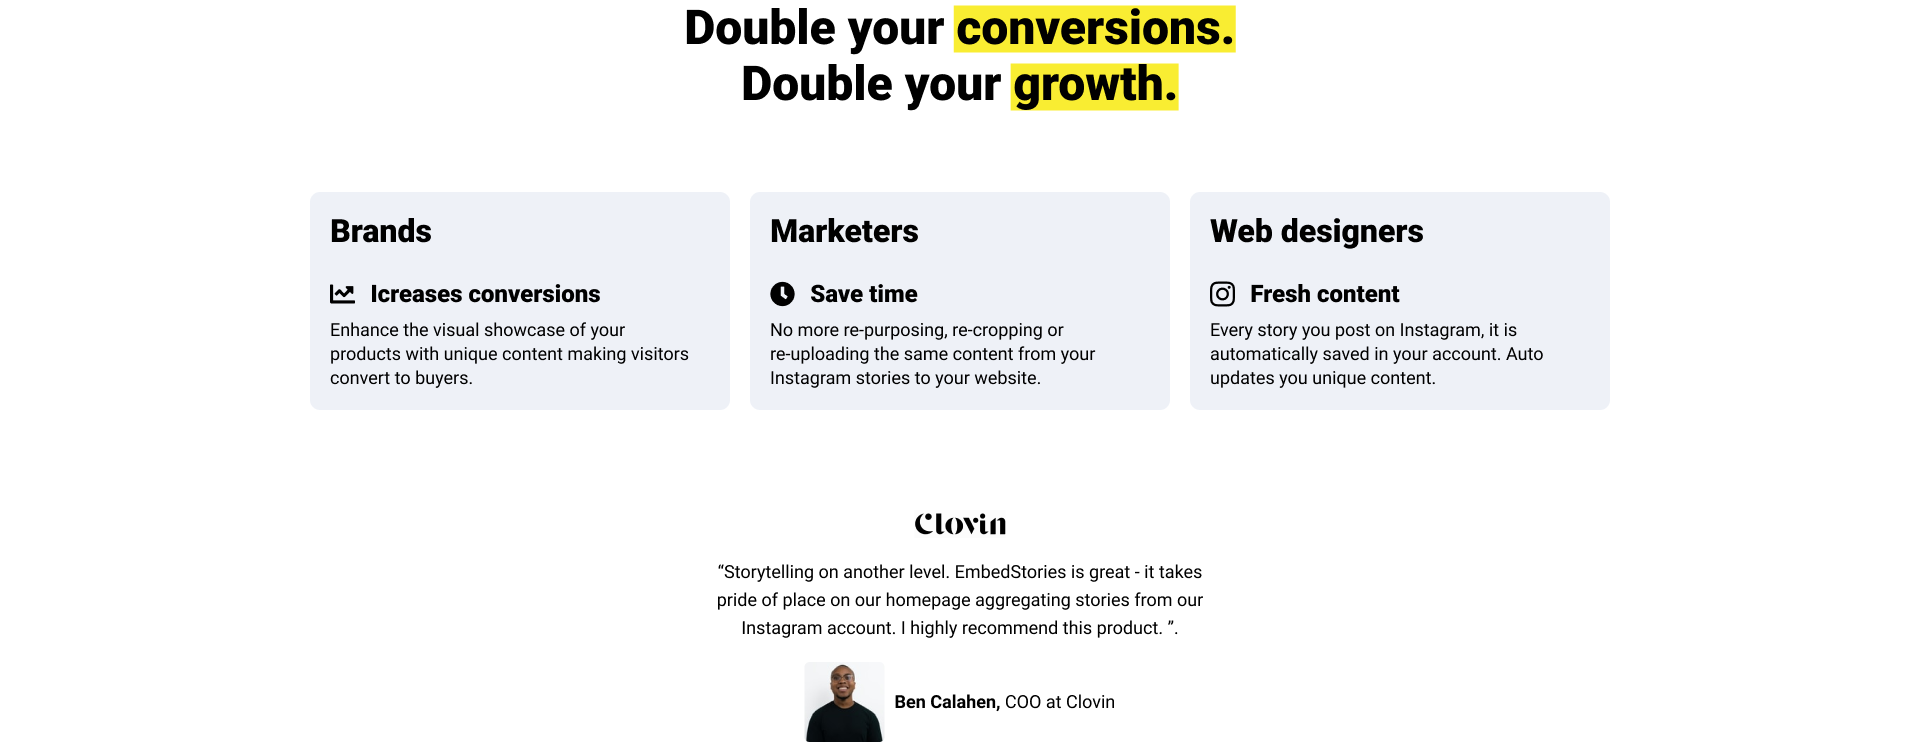 Double your conversions.
Double your growth.
Brands
Icreases conversions
Enhance the visual showcase of your
products with unique content making visitors
convert to buyers.
Marketers
Save time
No more re-purposing, re-cropping or
re-uploading the same content from your
Instagram stories to your website.
Web designers
Fresh content
Every story you post on Instagram, it is
automatically saved in your account. Auto
updates you unique content.
Clovin
“Storytelling on another level. EmbedStories is great - it takes
pride of place on our homepage aggregating stories from our
Instagram account. I highly recommend this product. ”.
Ben Calahen, COO at Clovin